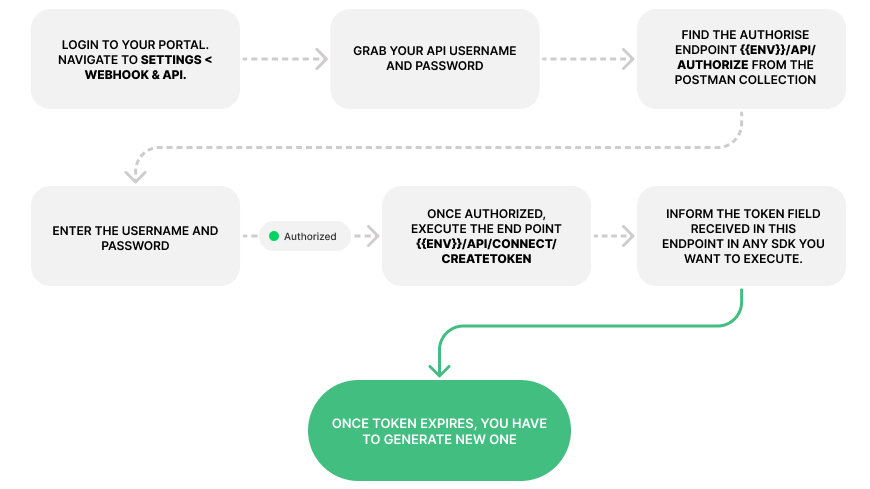 LOGIN TO YOUR PORTAL.
NAVIGATE TO SETTINGS <
WEBHOOK & API.
GRAB YOUR API USERNAME
AND PASSWORD
FIND THE AUTHORISE
ENDPOINT {{ENV}}/API/
AUTHORIZE FROM THE
POSTMAN COLLECTION
ENTER THE USERNAME AND
PASSWORD
Authorized
ONCE AUTHORIZED,
EXECUTE THE END POINT
{{ENV}}/API/CONNECT/
CREATETOKEN
INFORM THE TOKEN FIELD
RECEIVED IN THIS
ENDPOINT IN ANY SDK YOU
WANT TO EXECUTE.
ONCE TOKEN EXPIRES, YOU HAVE
TO GENERATE NEW ONE